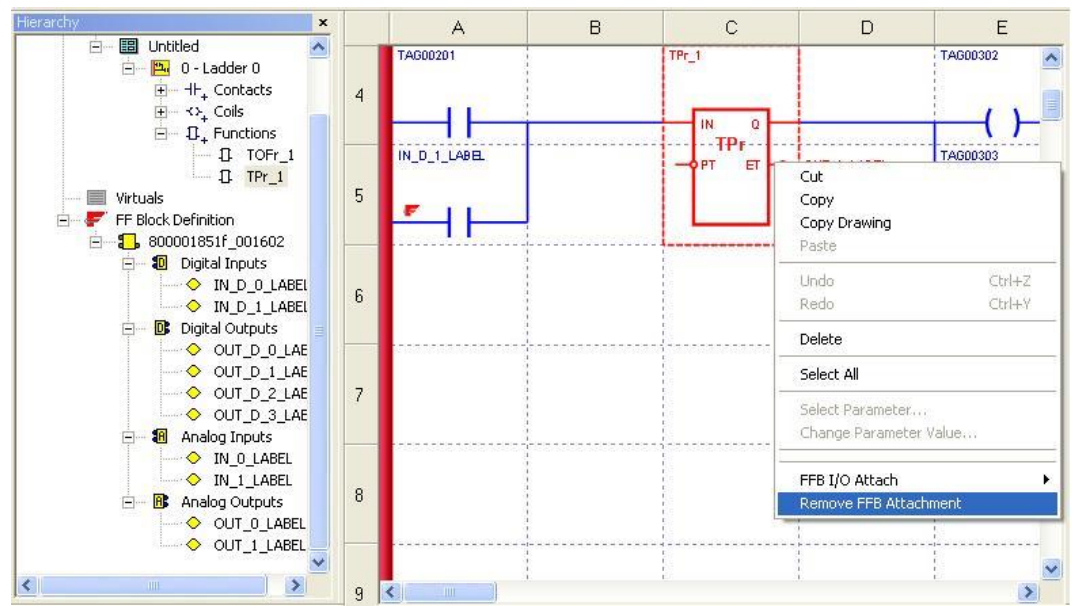 Hierarchy
x
Untitled
0 - Ladder 0
Contacts
Coils
Functions
TOFr_1
TPr_1
Virtuals
FF Block Definition
800001851f_001602
Digital Inputs
IN_D_0_LABEL
IN_D_1_LABEL
Digital Outputs
OUT_D_0_LAE
OUT_D_1_LAE
OUT_D_2_LAE
OUT_D_3_LAE
Analog Inputs
IN_0_LABEL
IN_1_LABEL
Analog Outputs
OUT_0_LABEL
OUT_1_LABEL
A B C D E
4
5
6
7
8
9
TAG00201
TPr_1
TAG00302
IN Q
TPr
PT ET
IN_D_1_LABEL
TAG00303
Cut
Copy
Copy Drawing
Paste
Undo Ctrl+Z
Redo Ctrl+Y
Delete
Select All
Select Parameter...
Change Parameter Value...
FFB I/O Attach
Remove FFB Attachment